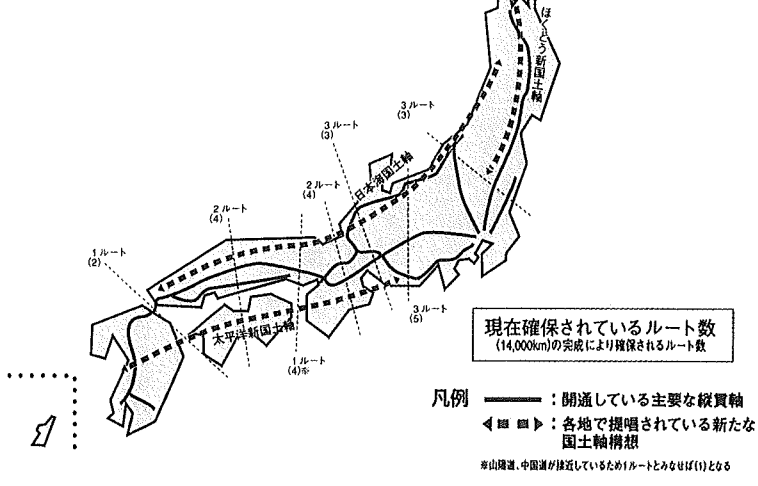 ほくとう新国土軸
3ルート
(3)
3ルート
(3)
日本海国土軸
2ルート
(4)
2ルート
(4)
1ルート
(2)
3ルート
(5)
太平洋新国土軸
1ルート
(4)※
現在確保されているルート数
(14,000km)の完成により確保されるルート数
凡例
：開通している主要な縦貫軸
：各地で提唱されている新たな
国土軸構想
※山陽道、中国道が接近しているため1ルートとみなせば(1)となる